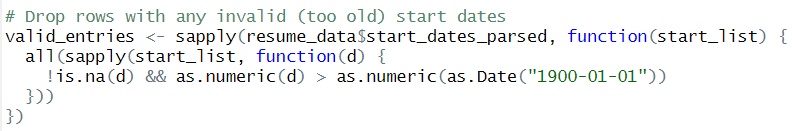 # Drop rows with any invalid (too old) start dates
valid_entries <- sapply(resume_data$start_dates_parsed, function(start_list) {
  all(sapply(start_list, function(d) {
    !is.na(d) && as.numeric(d) > as.numeric(as.Date("1900-01-01"))
  }))
})